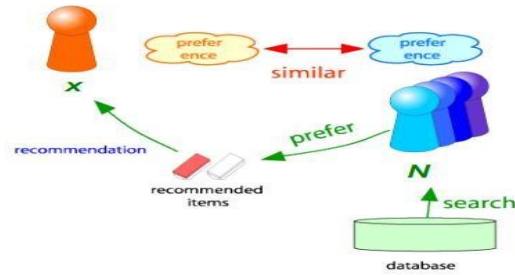 prefer
ence
prefer
ence
similar
x
prefer
recommendation
N
recommended
items
search
database